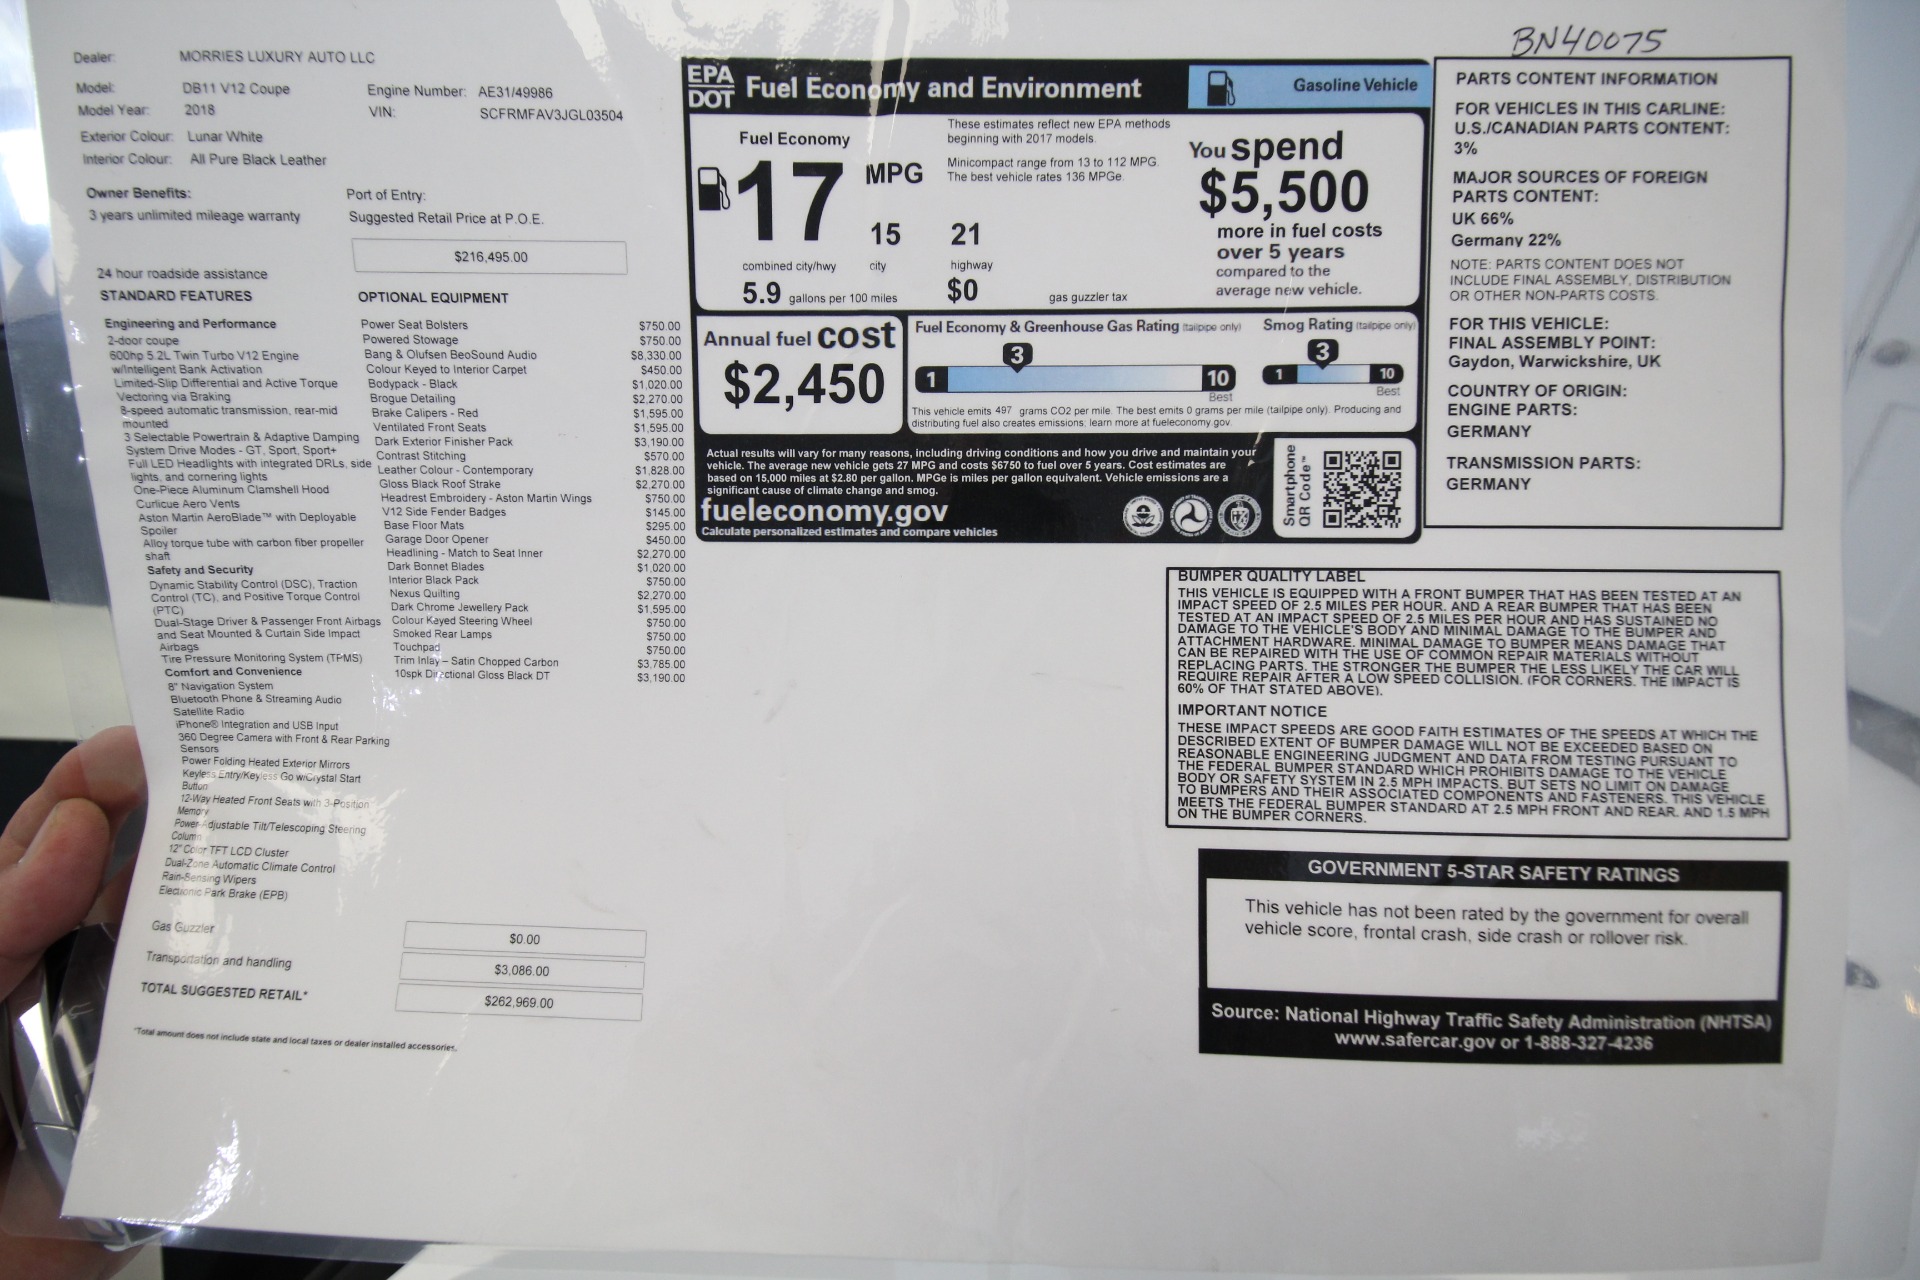 BN40075
Dealer: MORRIES LUXURY AUTO LLC
Model: DB11 V12 Coupe Engine Number: AE31/49986
Model Year: 2018 VIN: SCFRMFAV3JGL03504
Exterior Colour: Lunar White
Interior Colour: All Pure Black Leather
Owner Benefits: Port of Entry:
3 years unlimited mileage warranty Suggested Retail Price at P.O.E.
$216,495.00
24 hour roadside assistance
STANDARD FEATURES
Engineering and Performance
2-door coupe
600hp 5.2L Twin Turbo V12 Engine
w/Intelligent Bank Activation
Limited-Slip Differential and Active Torque
Vectoring via Braking
8-speed automatic transmission, rear-mid
mounted
3 Selectable Powertrain & Adaptive Damping
System Drive Modes - GT, Sport, Sport+
Full LED Headlights with integrated DRLs, side
lights, and cornering lights
One-Piece Aluminum Clamshell Hood
Curlicue Aero Vents
Aston Martin AeroBlade™ with Deployable
Spoiler
Alloy torque tube with carbon fiber propeller
shaft
Safety and Security
Dynamic Stability Control (DSC), Traction
Control (TC), and Positive Torque Control
(PTC)
Dual-Stage Driver & Passenger Front Airbags
and Seat Mounted & Curtain Side Impact
Airbags
Tire Pressure Monitoring System (TPMS)
Comfort and Convenience
8" Navigation System
Bluetooth Phone & Streaming Audio
Satellite Radio
iPhone® Integration and USB Input
360 Degree Camera with Front & Rear Parking
Sensors
Power Folding Heated Exterior Mirrors
Keyless Entry/Keyless Go w/Crystal Start
Button
12-Way Heated Front Seats with 3-Position
Memory
Power-Adjustable Tilt/Telescoping Steering
Column
12" Color TFT LCD Cluster
Dual-Zone Automatic Climate Control
Rain-Sensing Wipers
Electronic Park Brake (EPB)
OPTIONAL EQUIPMENT
Power Seat Bolsters $750.00
Powered Stowage $750.00
Bang & Olufsen BeoSound Audio $8,330.00
Colour Keyed to Interior Carpet $450.00
Bodypack - Black $1,020.00
Brogue Detailing $2,270.00
Brake Calipers - Red $1,595.00
Ventilated Front Seats $1,595.00
Dark Exterior Finisher Pack $3,190.00
Contrast Stitching $570.00
Leather Colour - Contemporary $1,828.00
Gloss Black Roof Strake $2,270.00
Headrest Embroidery - Aston Martin Wings $750.00
V12 Side Fender Badges $145.00
Base Floor Mats $295.00
Garage Door Opener $450.00
Headlining - Match to Seat Inner $2,270.00
Dark Bonnet Blades $1,020.00
Interior Black Pack $750.00
Nexus Quilting $2,270.00
Dark Chrome Jewellery Pack $1,595.00
Colour Kayed Steering Wheel $750.00
Smoked Rear Lamps $750.00
Touchpad $750.00
Trim Inlay – Satin Chopped Carbon $3,785.00
10spk Directional Gloss Black DT $3,190.00
Gas Guzzler $0.00
Transportation and handling $3,086.00
TOTAL SUGGESTED RETAIL* $262,969.00
*Total amount does not include state and local taxes or dealer installed accessories.
EPA
DOT Fuel Economy and Environment Gasoline Vehicle
Fuel Economy
17 MPG
15 21
combined city/hwy city highway
5.9 gallons per 100 miles $0 gas guzzler tax
These estimates reflect new EPA methods
beginning with 2017 models.
Minicompact range from 13 to 112 MPG.
The best vehicle rates 136 MPGe.
You spend
$5,500
more in fuel costs
over 5 years
compared to the
average new vehicle.
Annual fuel cost
$2,450
Fuel Economy & Greenhouse Gas Rating (tailpipe only) Smog Rating (tailpipe only)
3 3
1 10 1 10
Best Best
This vehicle emits 497 grams CO2 per mile. The best emits 0 grams per mile (tailpipe only). Producing and
distributing fuel also creates emissions; learn more at fueleconomy.gov.
Actual results will vary for many reasons, including driving conditions and how you drive and maintain your
vehicle. The average new vehicle gets 27 MPG and costs $6750 to fuel over 5 years. Cost estimates are
based on 15,000 miles at $2.80 per gallon. MPGe is miles per gallon equivalent. Vehicle emissions are a
significant cause of climate change and smog.
fueleconomy.gov
Calculate personalized estimates and compare vehicles
Smartphone
QR Code™
PARTS CONTENT INFORMATION
FOR VEHICLES IN THIS CARLINE:
U.S./CANADIAN PARTS CONTENT:
3%
MAJOR SOURCES OF FOREIGN
PARTS CONTENT:
UK 66%
Germany 22%
NOTE: PARTS CONTENT DOES NOT
INCLUDE FINAL ASSEMBLY, DISTRIBUTION
OR OTHER NON-PARTS COSTS.
FOR THIS VEHICLE:
FINAL ASSEMBLY POINT:
Gaydon, Warwickshire, UK
COUNTRY OF ORIGIN:
ENGINE PARTS:
GERMANY
TRANSMISSION PARTS:
GERMANY
BUMPER QUALITY LABEL
THIS VEHICLE IS EQUIPPED WITH A FRONT BUMPER THAT HAS BEEN TESTED AT AN
IMPACT SPEED OF 2.5 MILES PER HOUR. AND A REAR BUMPER THAT HAS BEEN
TESTED AT AN IMPACT SPEED OF 2.5 MILES PER HOUR AND HAS SUSTAINED NO
DAMAGE TO THE VEHICLE'S BODY AND MINIMAL DAMAGE TO THE BUMPER AND
ATTACHMENT HARDWARE. MINIMAL DAMAGE TO BUMPER MEANS DAMAGE THAT
CAN BE REPAIRED WITH THE USE OF COMMON REPAIR MATERIALS WITHOUT
REPLACING PARTS. THE STRONGER THE BUMPER THE LESS LIKELY THE CAR WILL
REQUIRE REPAIR AFTER A LOW SPEED COLLISION. (FOR CORNERS. THE IMPACT IS
60% OF THAT STATED ABOVE).
IMPORTANT NOTICE
THESE IMPACT SPEEDS ARE GOOD FAITH ESTIMATES OF THE SPEEDS AT WHICH THE
DESCRIBED EXTENT OF BUMPER DAMAGE WILL NOT BE EXCEEDED BASED ON
REASONABLE ENGINEERING JUDGMENT AND DATA FROM TESTING PURSUANT TO
THE FEDERAL BUMPER STANDARD WHICH PROHIBITS DAMAGE TO THE VEHICLE
BODY OR SAFETY SYSTEM IN 2.5 MPH IMPACTS. BUT SETS NO LIMIT ON DAMAGE
TO BUMPERS AND THEIR ASSOCIATED COMPONENTS AND FASTENERS. THIS VEHICLE
MEETS THE FEDERAL BUMPER STANDARD AT 2.5 MPH FRONT AND REAR. AND 1.5 MPH
ON THE BUMPER CORNERS.
GOVERNMENT 5-STAR SAFETY RATINGS
This vehicle has not been rated by the government for overall
vehicle score, frontal crash, side crash or rollover risk.
Source: National Highway Traffic Safety Administration (NHTSA)
www.safercar.gov or 1-888-327-4236